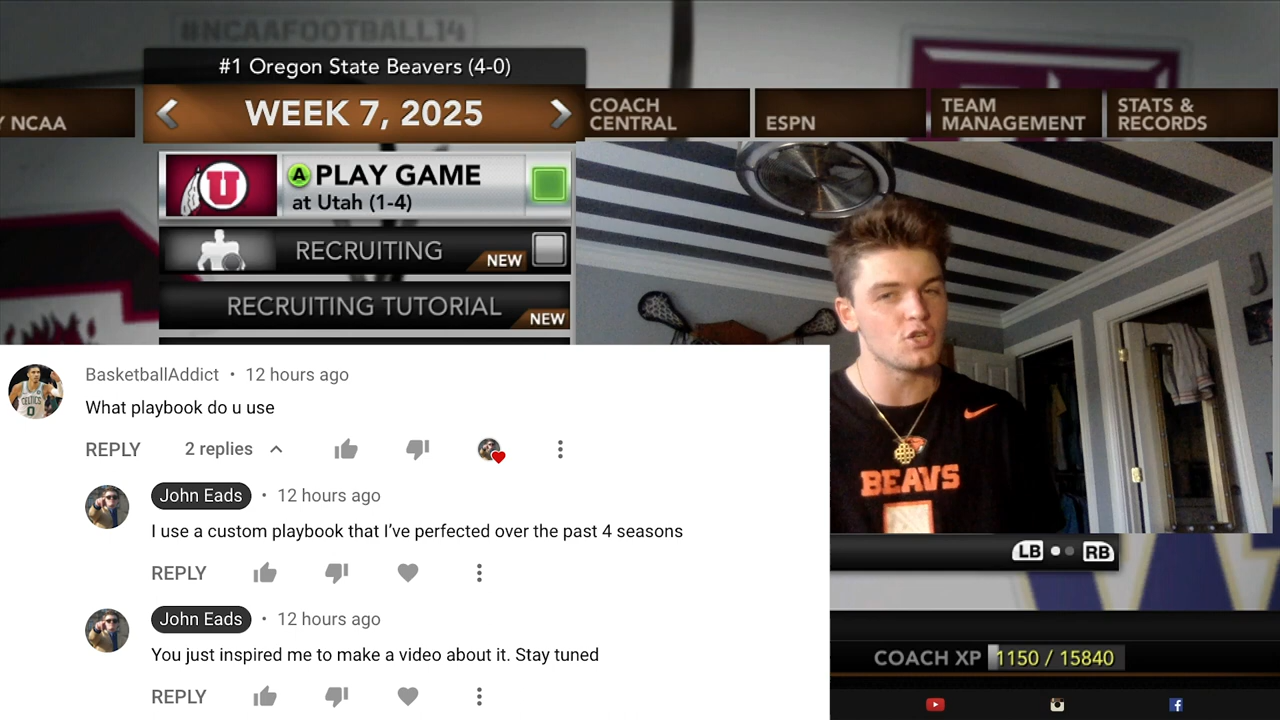 #NCAAFOOTBALL14
#1 Oregon State Beavers (4-0)
WEEK 7, 2025
Y NCAA
COACH CENTRAL
ESPN
TEAM MANAGEMENT
STATS & RECORDS
U
A PLAY GAME
at Utah (1-4)
RECRUITING
NEW
RECRUITING TUTORIAL
NEW
J
BEAVS
BasketballAddict • 12 hours ago
CELTICS
0
What playbook do u use
REPLY 2 replies
John Eads • 12 hours ago
I use a custom playbook that I’ve perfected over the past 4 seasons
REPLY
John Eads • 12 hours ago
You just inspired me to make a video about it. Stay tuned
REPLY
LB RB
COACH XP 1150 / 15840